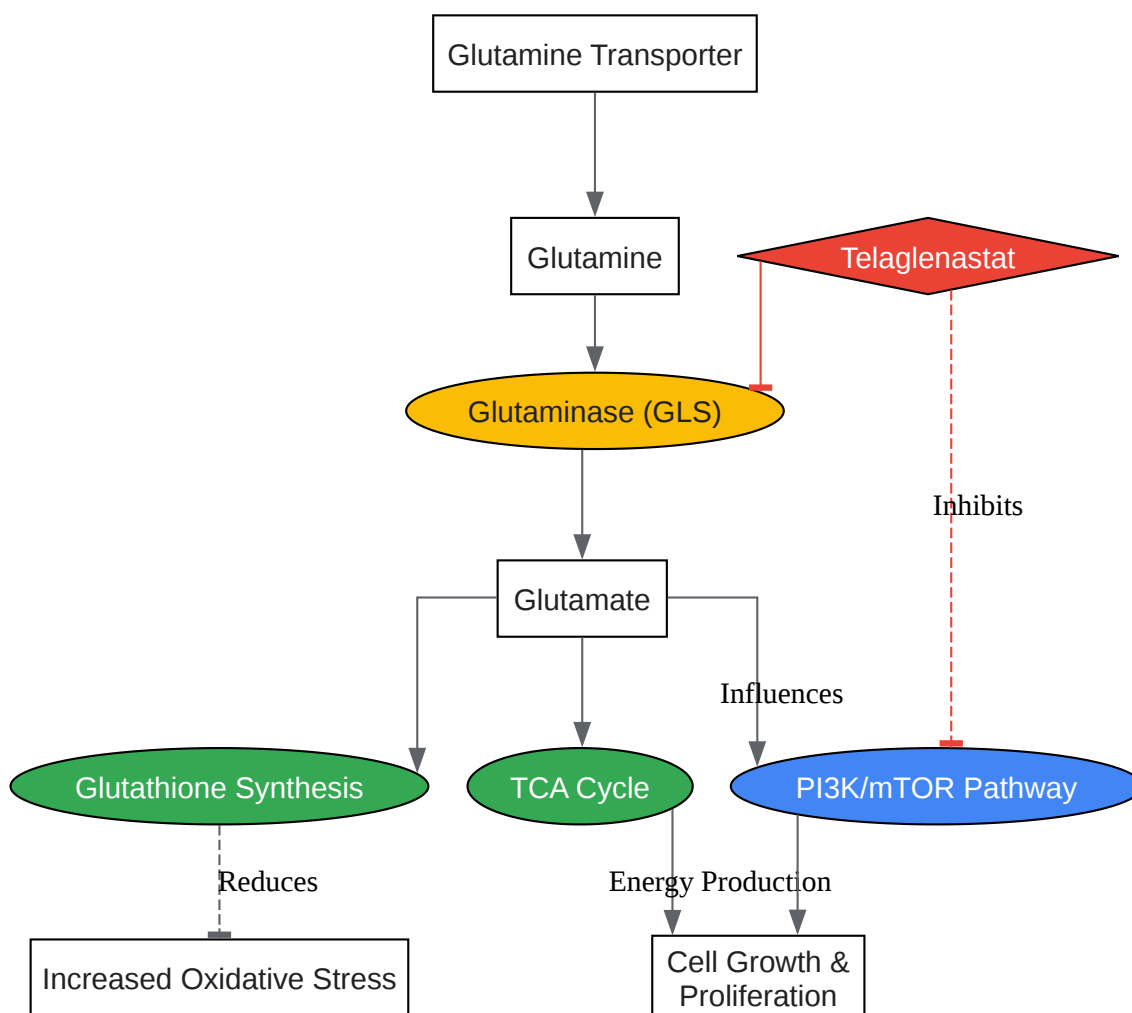 Glutamine Transporter
Glutamine
Telaglenastat
Glutaminase (GLS)
Inhibits
Glutamate
Influences
Glutathione Synthesis
TCA Cycle
PI3K/mTOR Pathway
Reduces
Energy Production
Increased Oxidative Stress
Cell Growth &
Proliferation